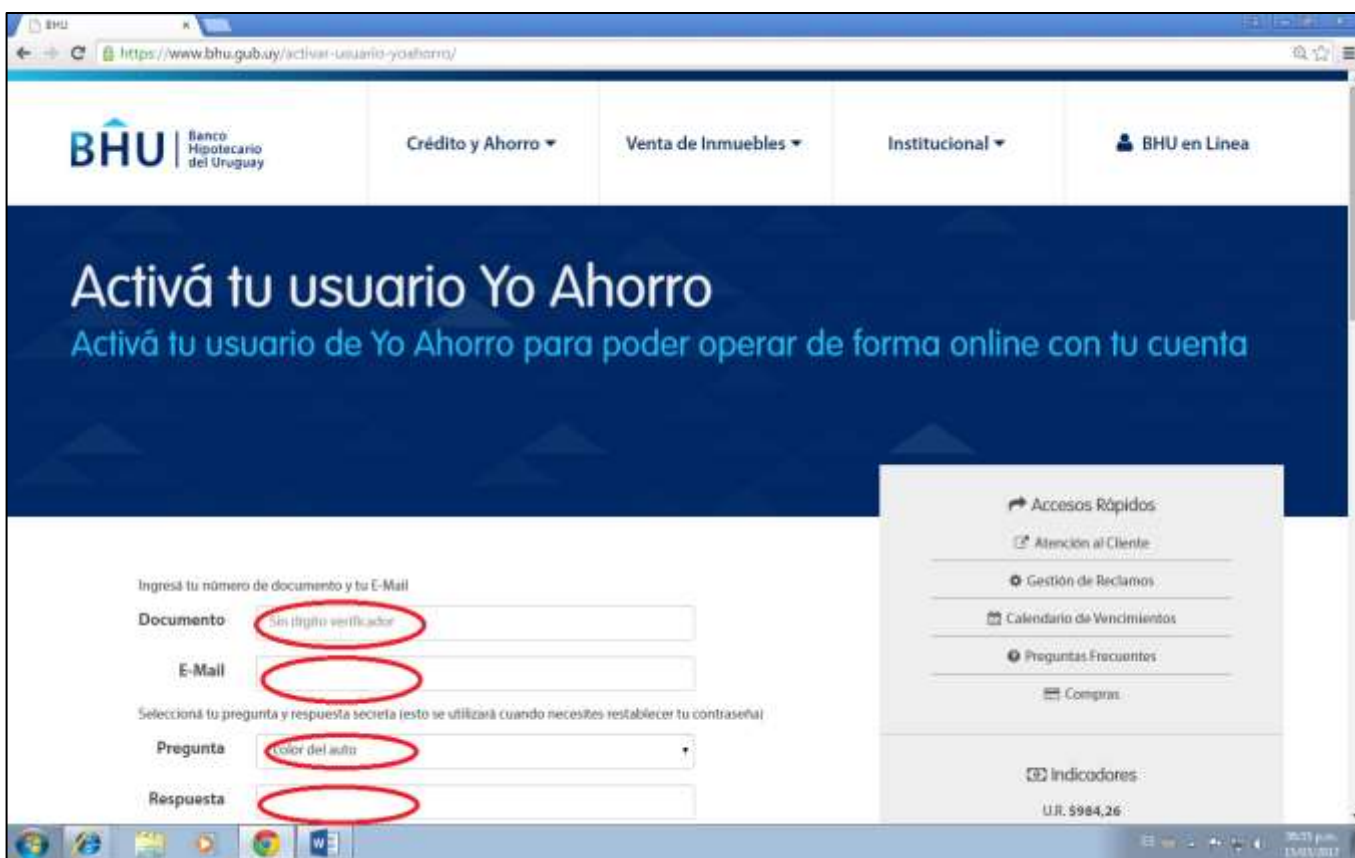 BHU
https://www.bhu.gub.uy/activar-usuario-yoahorro/
BHU
Banco
Hipotecario
del Uruguay
Crédito y Ahorro
Venta de Inmuebles
Institucional
BHU en Línea
Activá tu usuario Yo Ahorro
Activá tu usuario de Yo Ahorro para poder operar de forma online con tu cuenta
Ingresá tu número de documento y tu E-Mail
Documento
Sin dígito verificador
E-Mail
Seleccioná tu pregunta y respuesta secreta (esto se utilizará cuando necesites restablecer tu contraseña)
Pregunta
Color del auto
Respuesta
Accesos Rápidos
Atención al Cliente
Gestión de Reclamos
Calendario de Vencimientos
Preguntas Frecuentes
Compras
Indicadores
U.R. $984,26